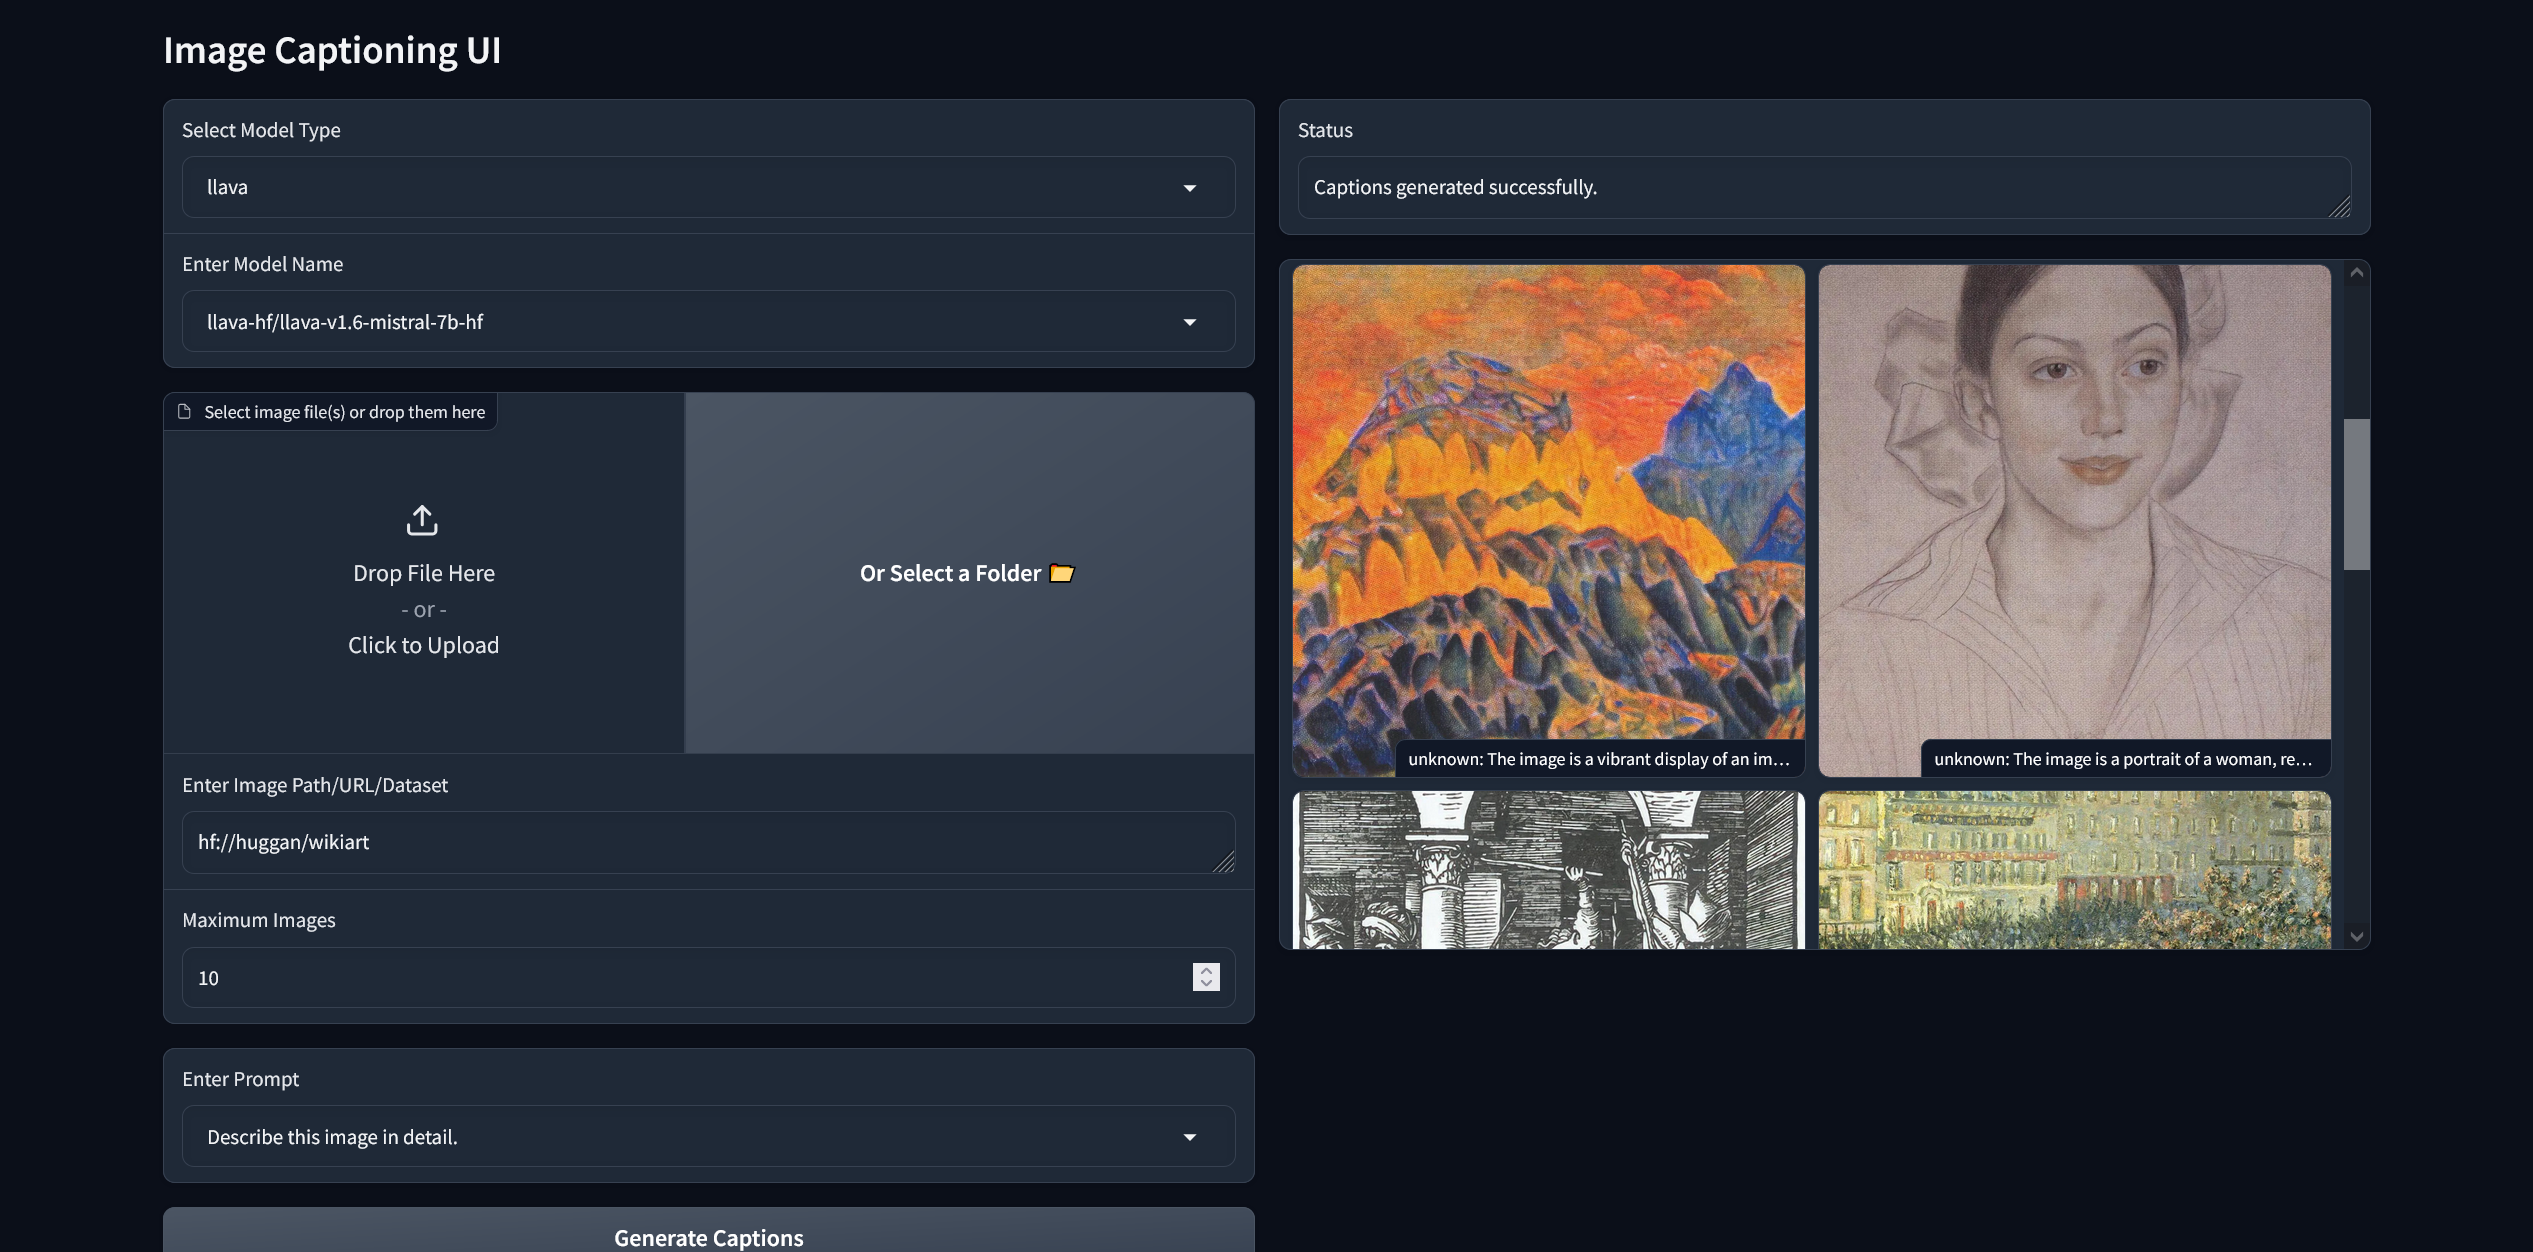 Image Captioning UI
Select Model Type
llava
Enter Model Name
llava-hf/llava-v1.6-mistral-7b-hf
Select image file(s) or drop them here
Drop File Here
- or -
Click to Upload
Or Select a Folder 📂
Enter Image Path/URL/Dataset
hf://huggan/wikiart
Maximum Images
10
Enter Prompt
Describe this image in detail.
Generate Captions
Status
Captions generated successfully.
unknown: The image is a vibrant display of an im...
unknown: The image is a portrait of a woman, re...